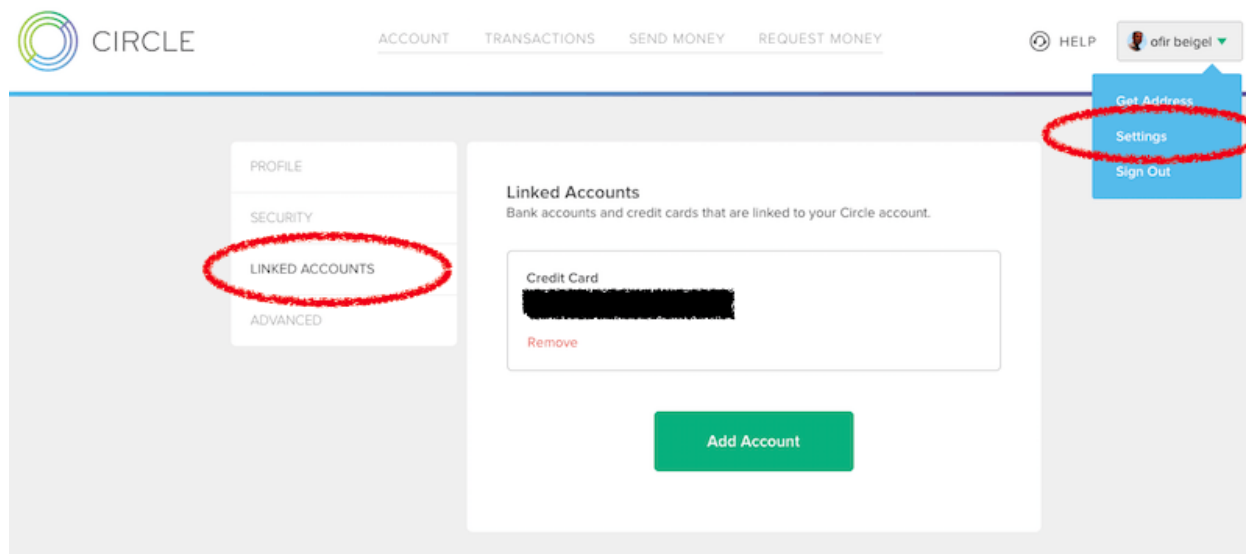 CIRCLE
ACCOUNT TRANSACTIONS SEND MONEY REQUEST MONEY
HELP
ofir beigel
Get Address
Settings
Sign Out
PROFILE
SECURITY
LINKED ACCOUNTS
ADVANCED
Linked Accounts
Bank accounts and credit cards that are linked to your Circle account.
Credit Card
Remove
Add Account